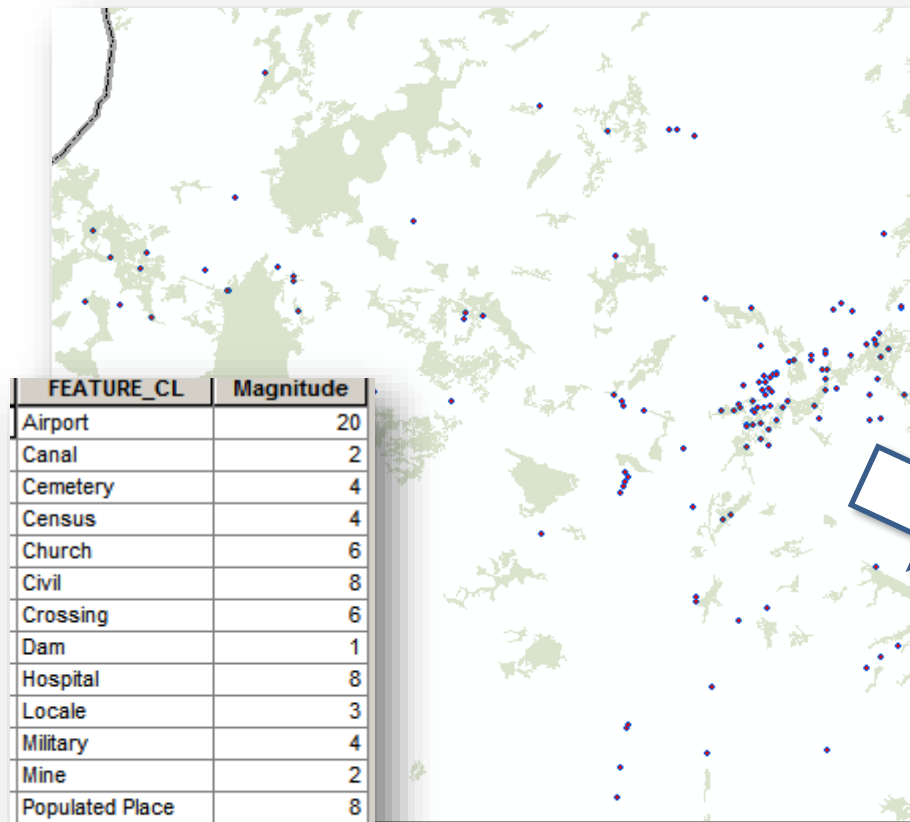 FEATURE_CL Magnitude
Airport 20
Canal 2
Cemetery 4
Census 4
Church 6
Civil 8
Crossing 6
Dam 1
Hospital 8
Locale 3
Military 4
Mine 2
Populated Place 8